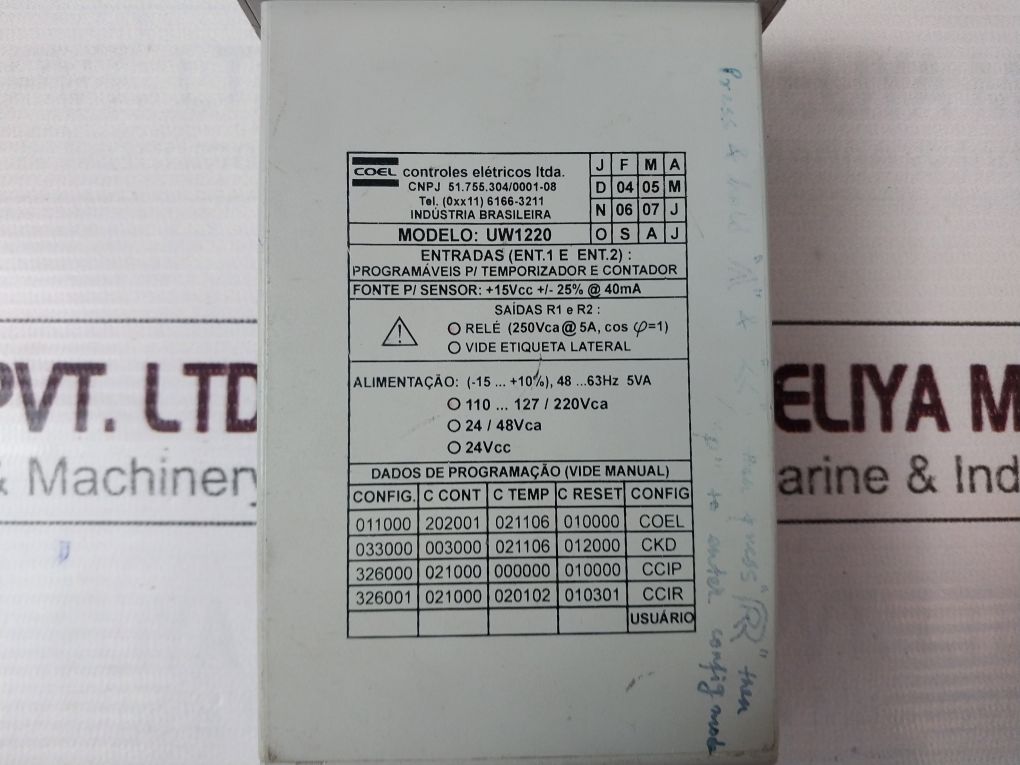 COEL controles elétricos ltda.
CNPJ 51.755.304/0001-08
Tel. (0xx11) 6166-3211
INDÚSTRIA BRASILEIRA
J F M A
D 04 05 M
N 06 07 J
O S A J
MODELO: UW1220
ENTRADAS (ENT.1 E ENT.2) :
PROGRAMÁVEIS P/ TEMPORIZADOR E CONTADOR
FONTE P/ SENSOR: +15Vcc +/- 25% @ 40mA
SAÍDAS R1 e R2 :
RELÉ (250Vca @ 5A, cos φ=1)
VIDE ETIQUETA LATERAL
ALIMENTAÇÃO: (-15 ... +10%), 48 ...63Hz 5VA
110 ... 127 / 220Vca
24 / 48Vca
24Vcc
DADOS DE PROGRAMAÇÃO (VIDE MANUAL)
CONFIG. C CONT C TEMP C RESET CONFIG
011000 202001 021106 010000 COEL
033000 003000 021106 012000 CKD
326000 021000 000000 010000 CCIP
326001 021000 020102 010301 CCIR
USUÁRIO
Press & hold "A" & then press "R" then
"P" to enter config mode
PVT. LTD
& Machinery
ELIYA M
arine & Ind